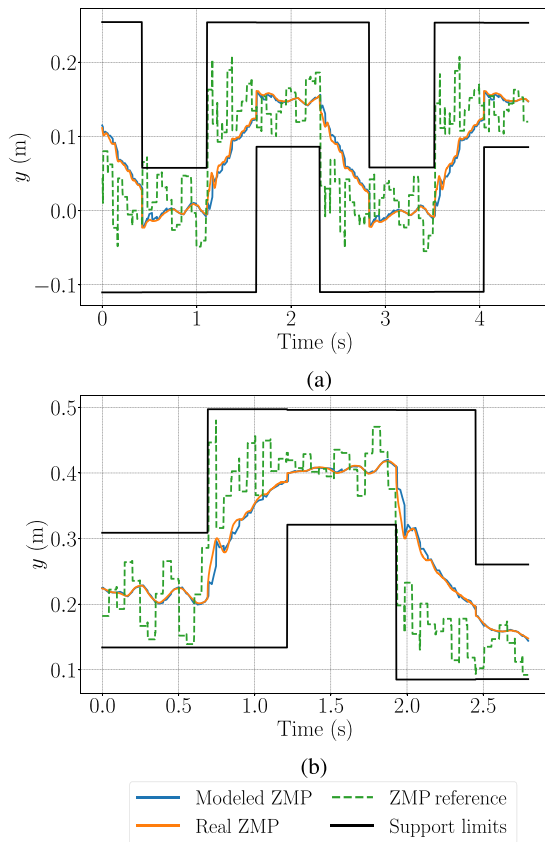 0.2
0.1
0.0
−0.1
y (m)
0 1 2 3 4
Time (s)
(a)
0.5
0.4
0.3
0.2
0.1
y (m)
0.0 0.5 1.0 1.5 2.0 2.5
Time (s)
(b)
Modeled ZMP ZMP reference
Real ZMP Support limits